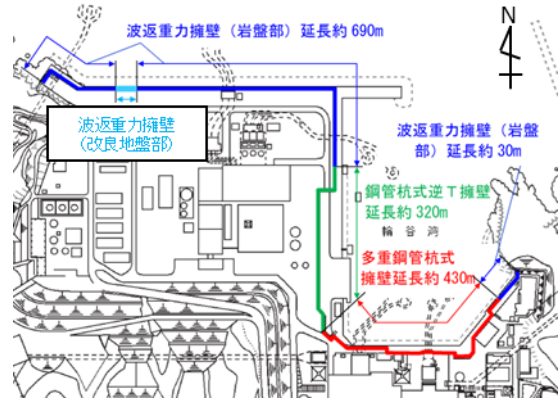 波返重力擁壁（岩盤部）延長約 690m
N
波返重力擁壁
(改良地盤部)
波返重力擁壁（岩盤
部）延長約 30m
鋼管杭式逆Ｔ擁壁
延長約 320m
輪谷湾
多重鋼管杭式
擁壁延長約 430m